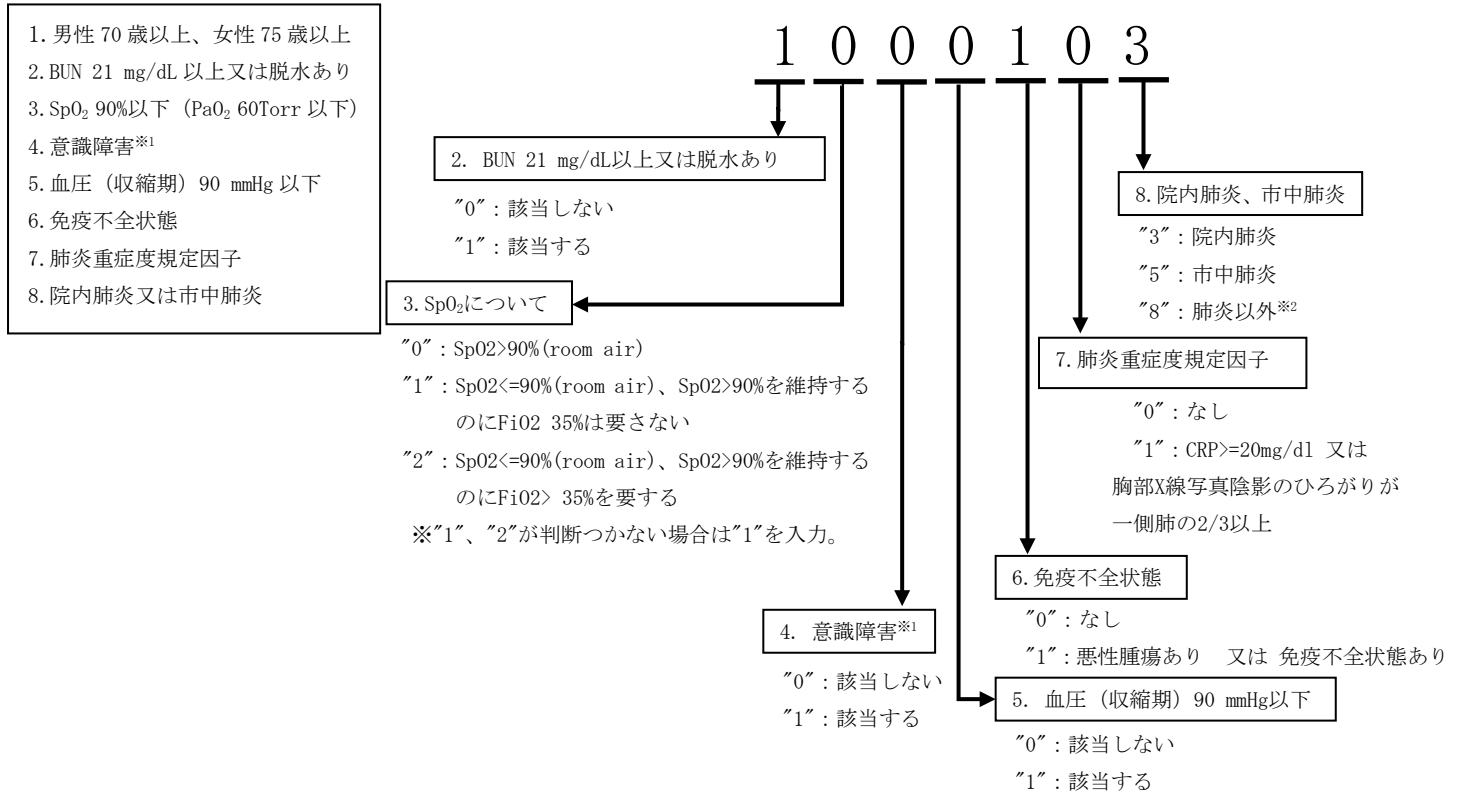 1.男性 70 歳以上、女性 75 歳以上
2.BUN 21 mg/dL 以上又は脱水あり
3.SpO₂ 90%以下 (PaO₂ 60Torr 以下)
4.意識障害※1
5.血圧（収縮期）90 mmHg 以下
6.免疫不全状態
7.肺炎重症度規定因子
8.院内肺炎又は市中肺炎
1 0 0 0 1 0 3
2. BUN 21 mg/dL以上又は脱水あり
"0"：該当しない
"1"：該当する
3.SpO₂について
"0"：SpO2>90%(room air)
"1"：SpO2<=90%(room air)、SpO2>90%を維持する
のにFiO2 35%は要さない
"2"：SpO2<=90%(room air)、SpO2>90%を維持する
のにFiO2> 35%を要する
※"1"、"2"が判断つかない場合は"1"を入力。
4. 意識障害※1
"0"：該当しない
"1"：該当する
8.院内肺炎、市中肺炎
"3"：院内肺炎
"5"：市中肺炎
"8"：肺炎以外※2
7.肺炎重症度規定因子
"0"：なし
"1"：CRP>=20mg/dl 又は
胸部X線写真陰影のひろがりが
一側肺の2/3以上
6.免疫不全状態
"0"：なし
"1"：悪性腫瘍あり　又は 免疫不全状態あり
5. 血圧（収縮期）90 mmHg以下
"0"：該当しない
"1"：該当する